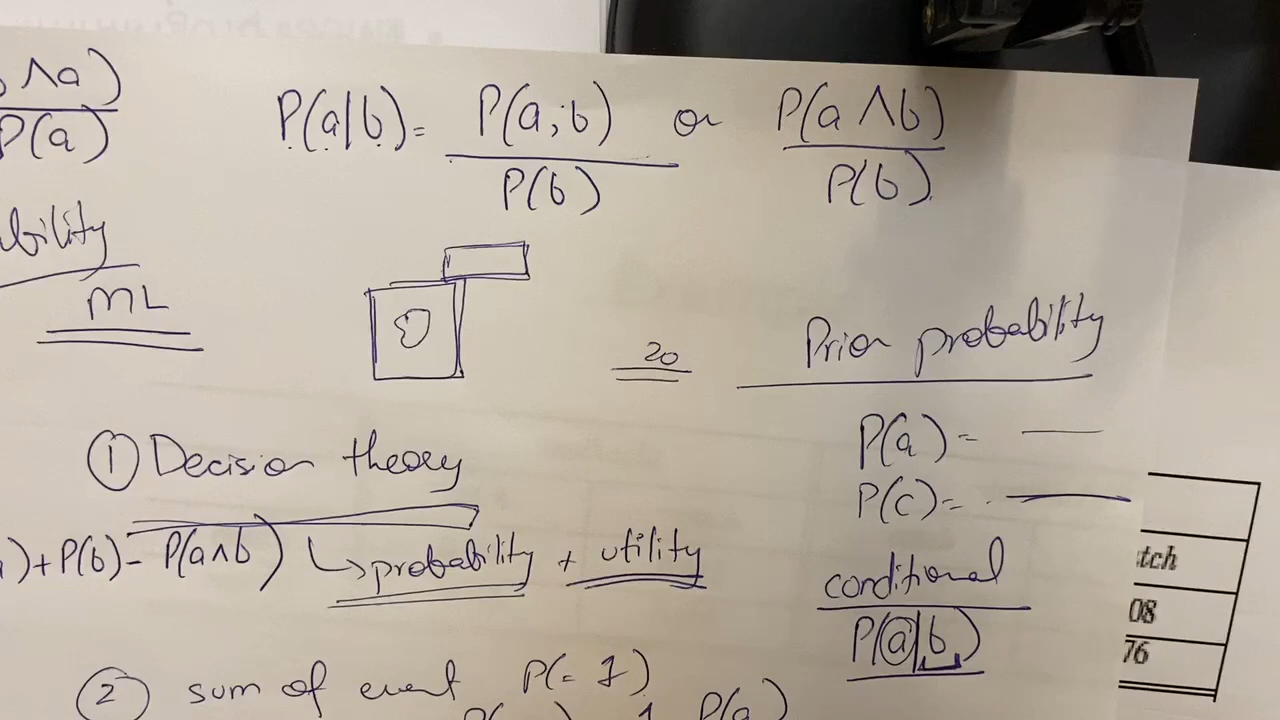 ∧a)
P(a)
P(a|b) = P(a,b) / P(b) or P(a ∧ b) / P(b)
ability
ML
20
Prior probability
P(a) = —
P(c) = —
① Decision theory
) + P(b) - P(a∧b)
↳ probability + utility
conditional
P(a|b)
② sum of event P(= 1)
P(a)
tch
08
76